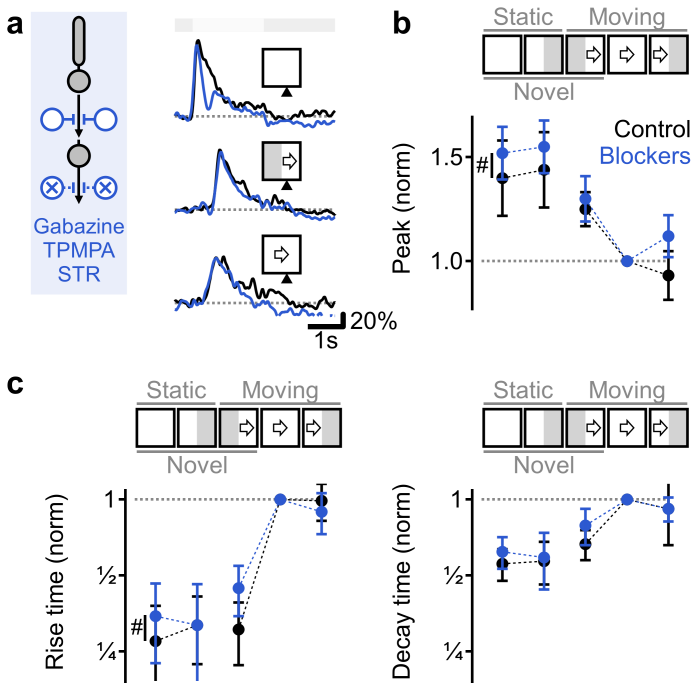 a
Gabazine
TPMPA
STR
20%
1s
b
Static Moving
Novel
Control
Blockers
Peak (norm)
1.5
#
1.0
c
Static Moving
Novel
Rise time (norm)
1
½
#
¼
Static Moving
Novel
Decay time (norm)
1
½
¼